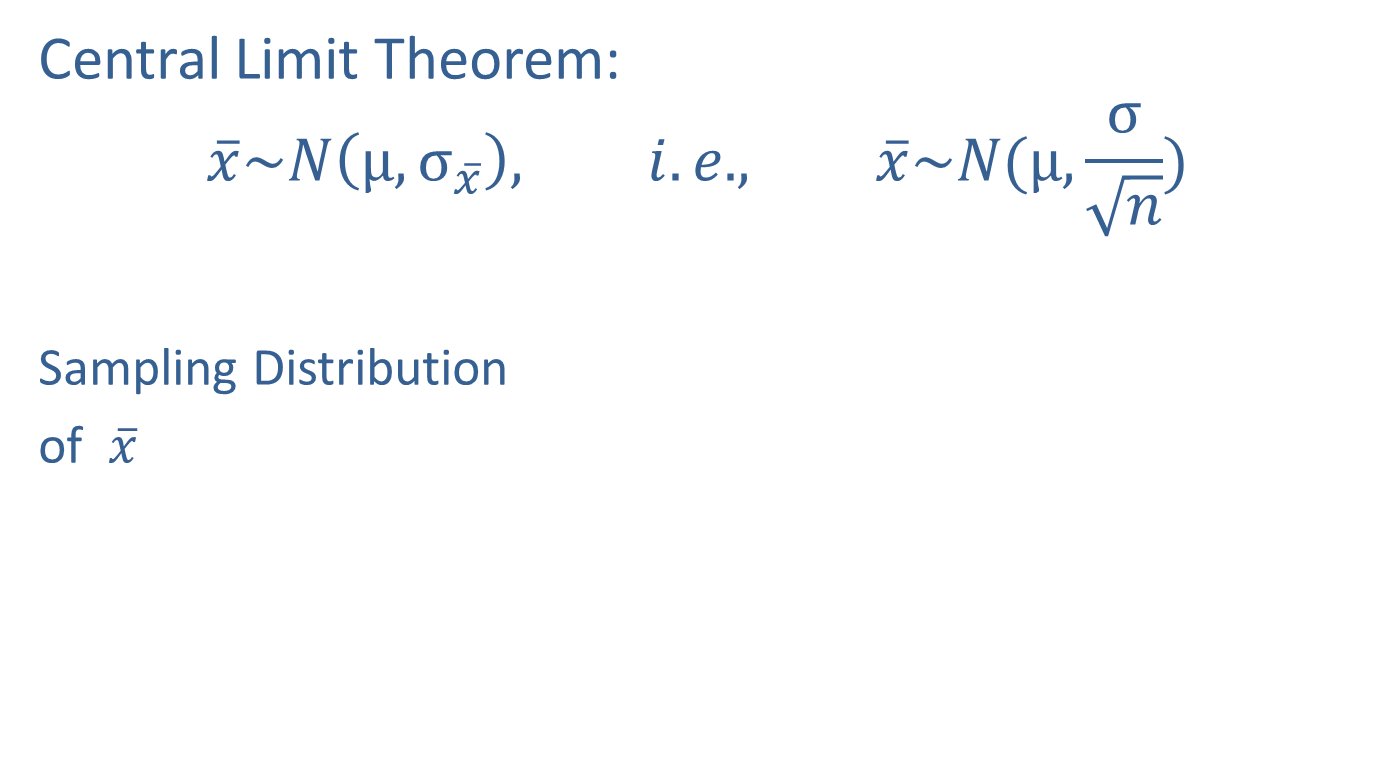 Central Limit Theorem:
x̄~N(μ, σ_x̄), i.e., x̄~N(μ, σ/√n)
Sampling Distribution
of x̄